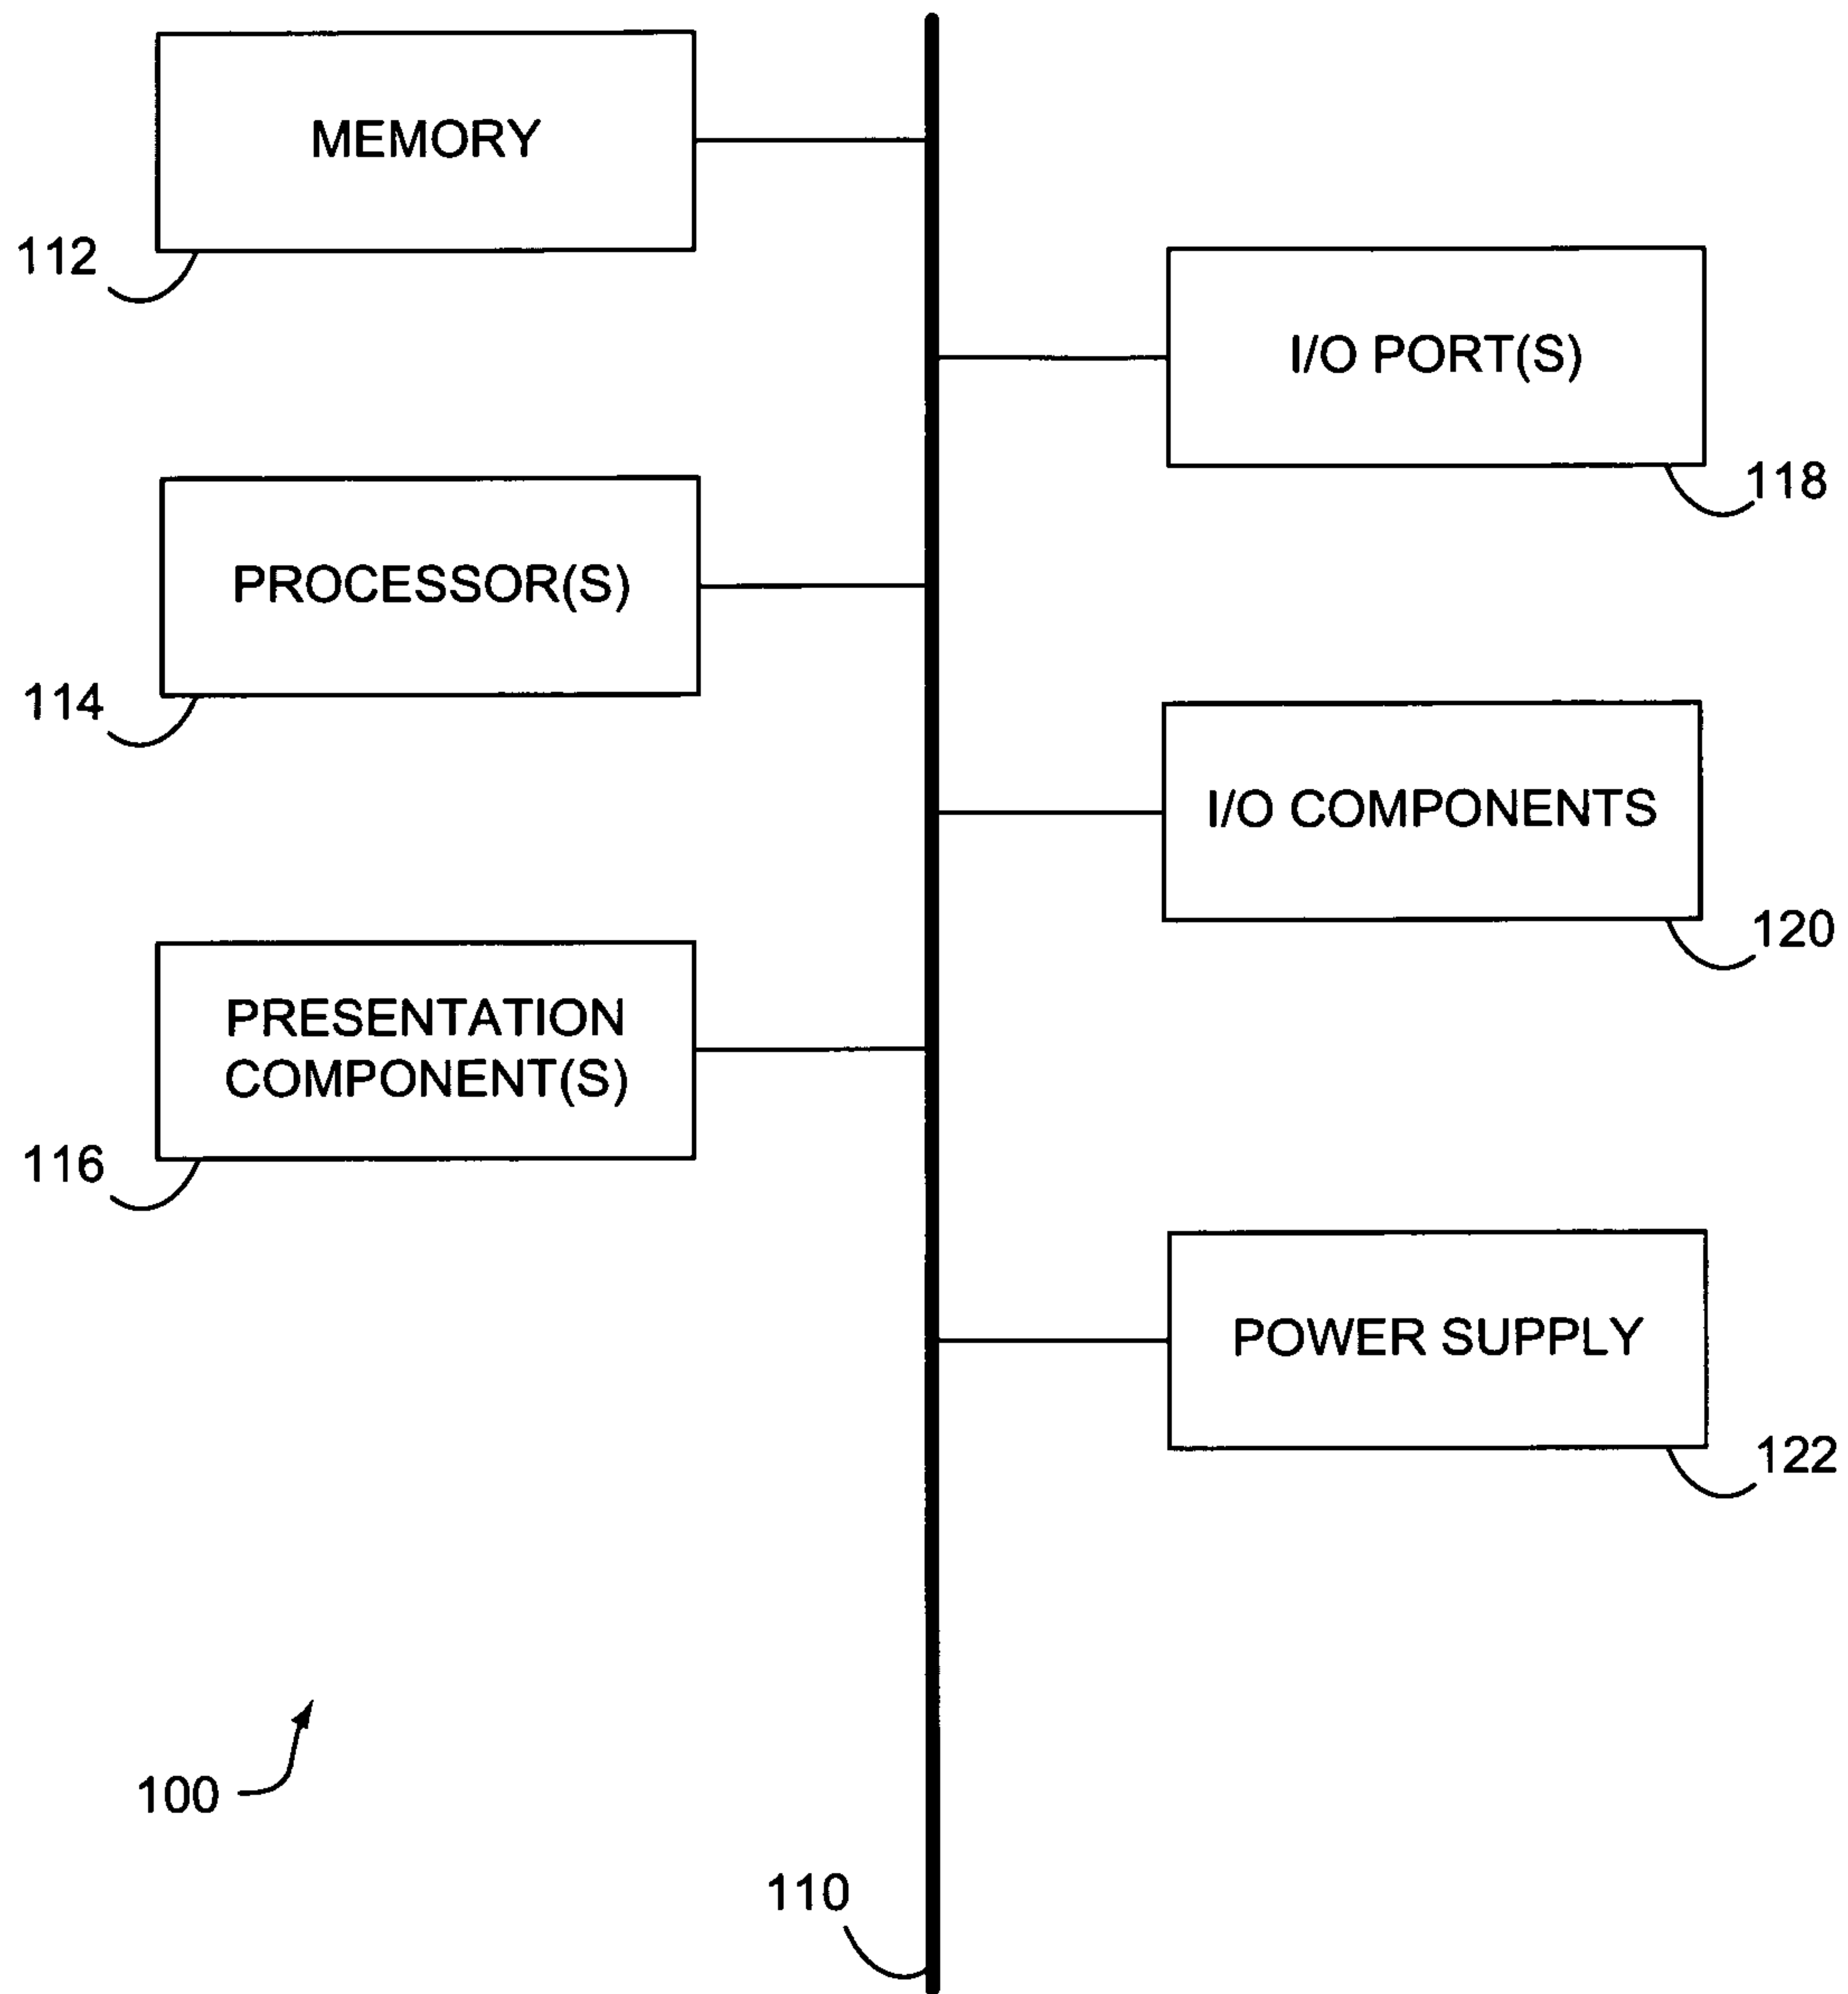 MEMORY
112
I/O PORT(S)
118
PROCESSOR(S)
114
I/O COMPONENTS
120
PRESENTATION
COMPONENT(S)
116
POWER SUPPLY
122
100
110